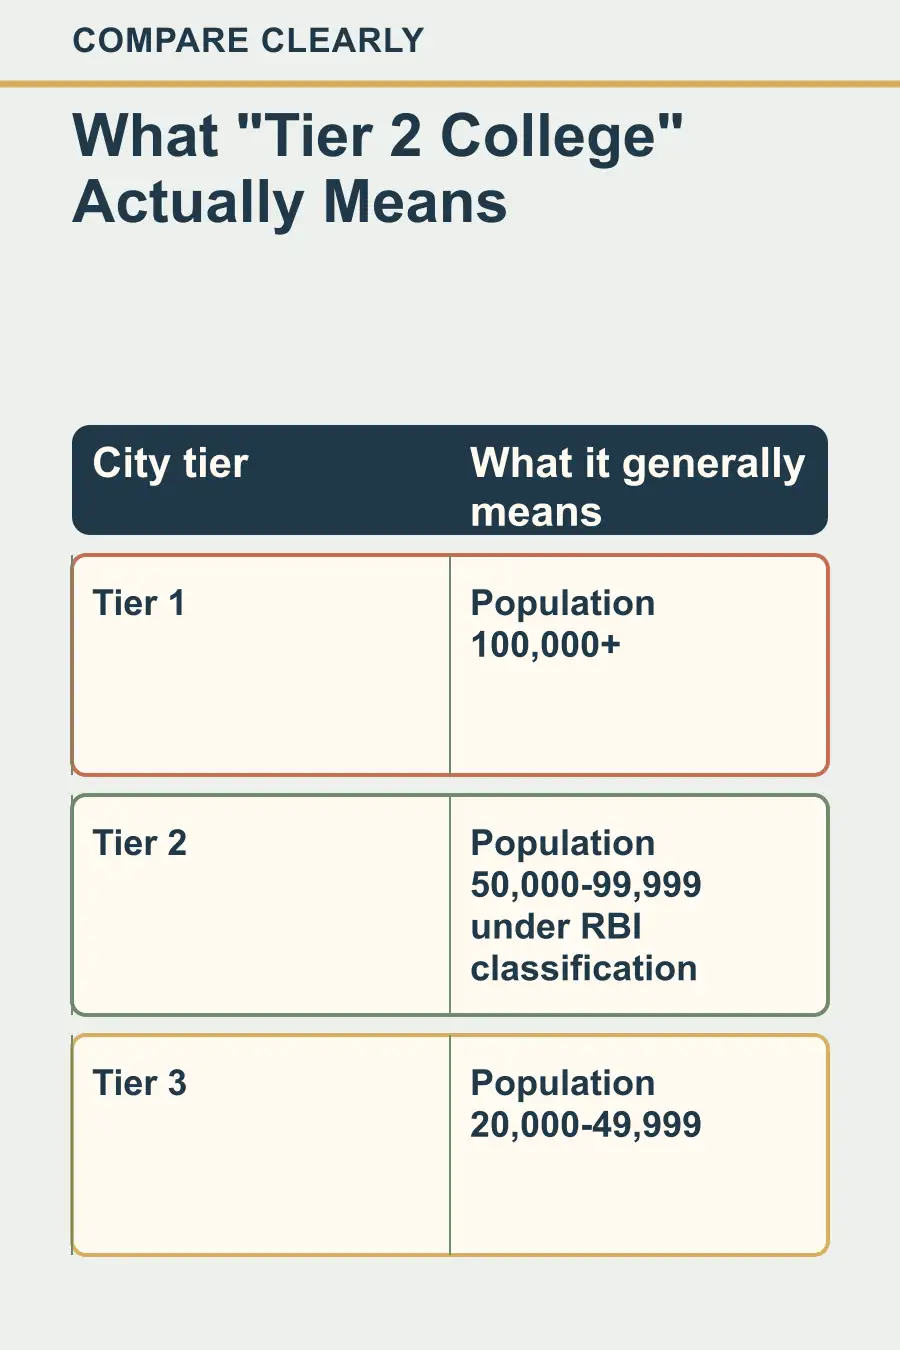 COMPARE CLEARLY
What "Tier 2 College"
Actually Means
City tier
What it generally
means
Tier 1
Population
100,000+
Tier 2
Population
50,000-99,999
under RBI
classification
Tier 3
Population
20,000-49,999